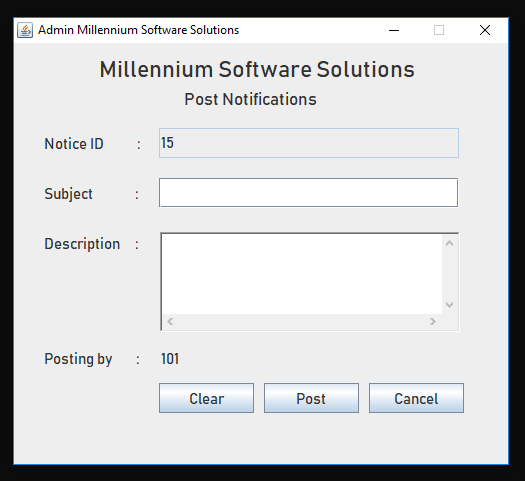 Admin Millennium Software Solutions
Millennium Software Solutions
Post Notifications
Notice ID : 15
Subject :
Description :
Posting by : 101
Clear Post Cancel